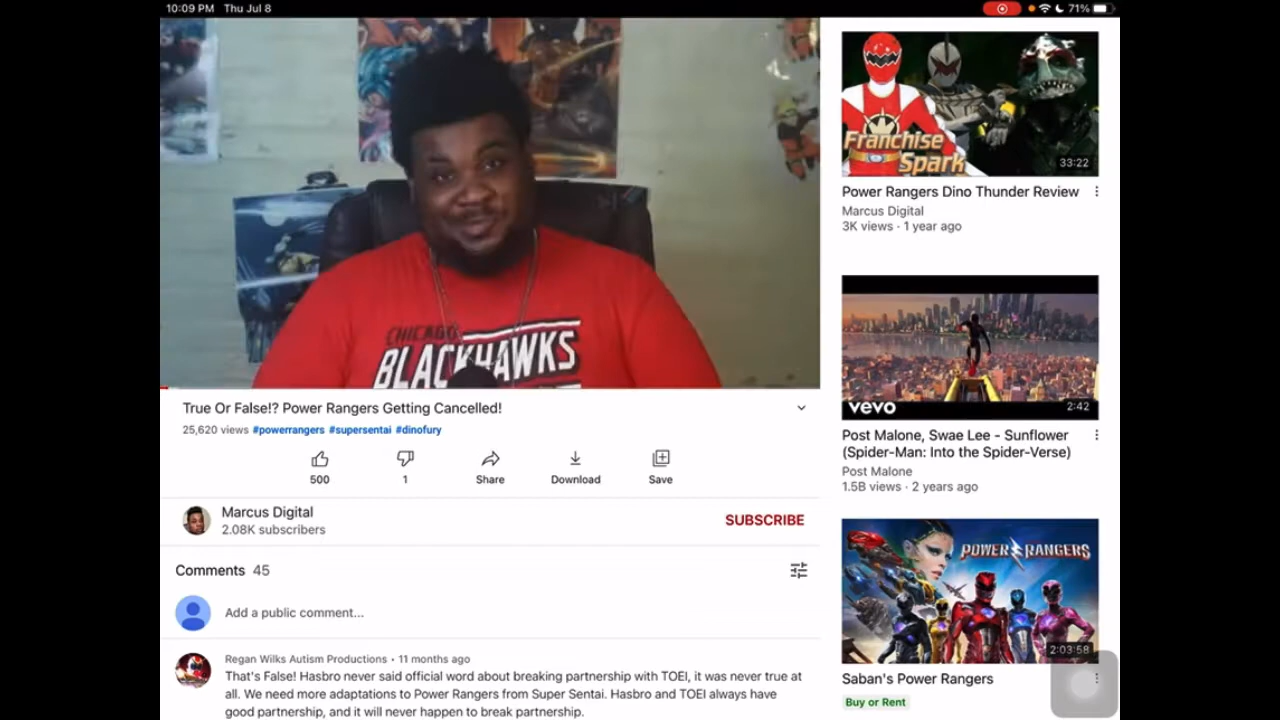 10:09 PM Thu Jul 8
71%
CHICAGO
BLACKHAWKS
True Or False!? Power Rangers Getting Cancelled!
25,620 views #powerrangers #supersentai #dinofury
500
1
Share
Download
Save
Marcus Digital
2.08K subscribers
SUBSCRIBE
Comments 45
Add a public comment...
Regan Wilks Autism Productions • 11 months ago
That's False! Hasbro never said official word about breaking partnership with TOEI, it was never true at
all. We need more adaptations to Power Rangers from Super Sentai. Hasbro and TOEI always have
good partnership, and it will never happen to break partnership.
Franchise
Spark
33:22
Power Rangers Dino Thunder Review
Marcus Digital
3K views · 1 year ago
vevo
2:42
Post Malone, Swae Lee - Sunflower
(Spider-Man: Into the Spider-Verse)
Post Malone
1.5B views · 2 years ago
POWER RANGERS
2:03:58
Saban's Power Rangers
Buy or Rent